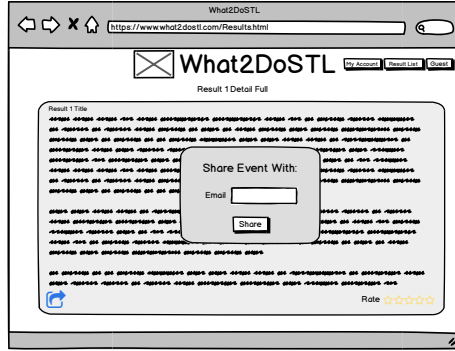 What2DoSTL
https://www.what2dostl.com/Results.html
What2DoSTL
My Account Result List Guest
Result 1 Detail Full
Result 1 Title
Share Event With:
Email
Share
Rate